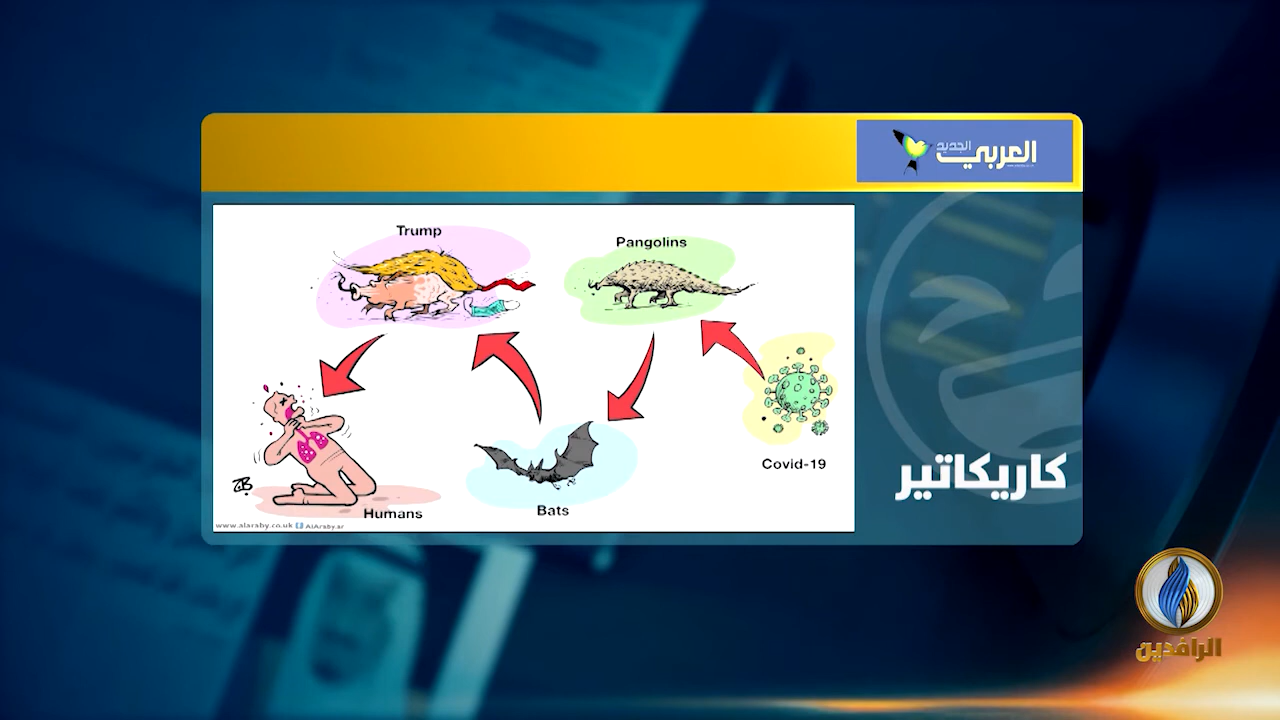 العربي الجديد
Trump
Pangolins
Covid-19
Bats
Humans
www.alaraby.co.uk AlAraby.ar
كاريكاتير
الرافدين